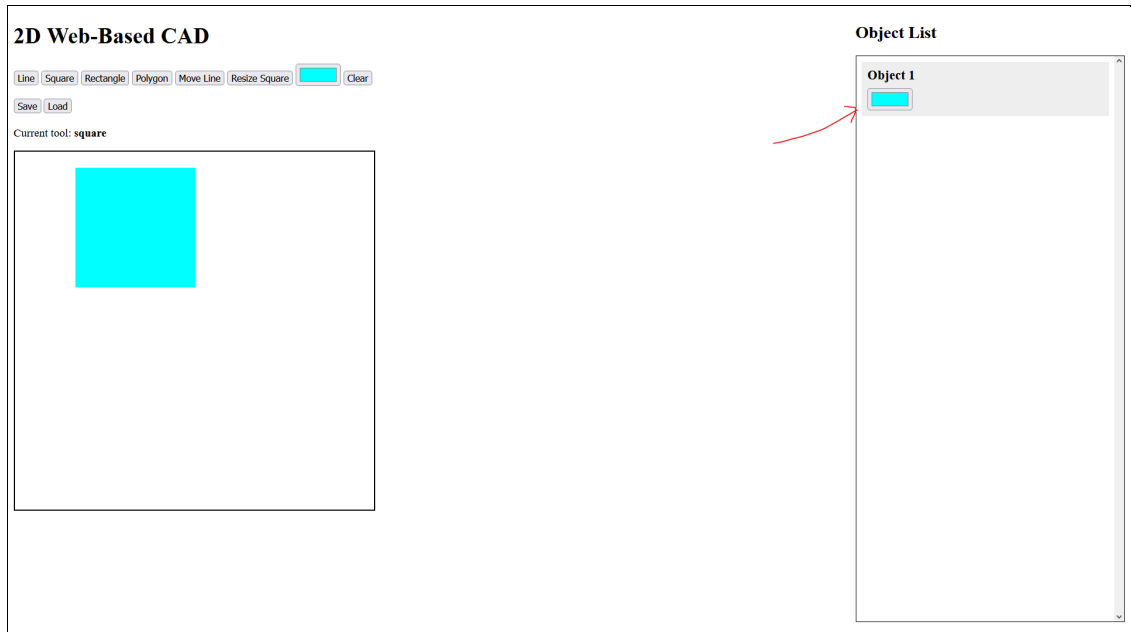 2D Web-Based CAD
Line Square Rectangle Polygon Move Line Resize Square Clear
Save Load
Current tool: square
Object List
Object 1